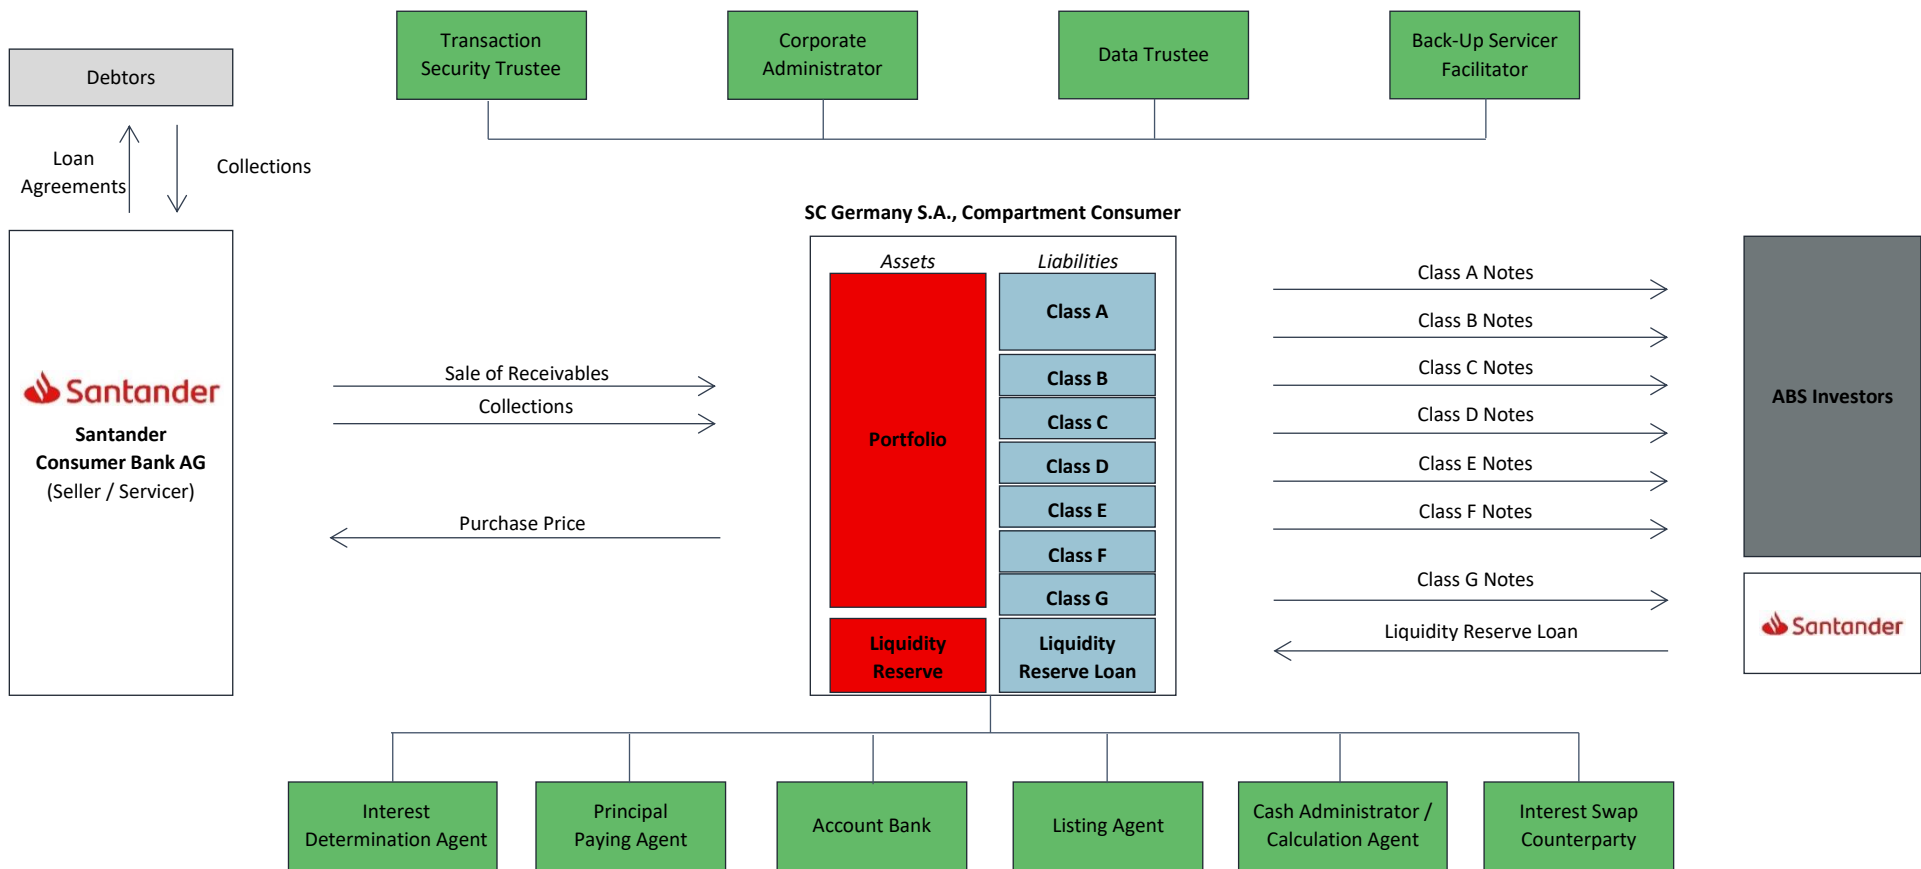 Transaction
Security Trustee
Corporate
Administrator
Data Trustee
Back-Up Servicer
Facilitator
Debtors
Loan
Agreements
Collections
SC Germany S.A., Compartment Consumer
Assets
Liabilities
Santander
Santander
Consumer Bank AG
(Seller / Servicer)
Sale of Receivables
Collections
Purchase Price
Portfolio
Liquidity
Reserve
Class A
Class B
Class C
Class D
Class E
Class F
Class G
Liquidity
Reserve Loan
Class A Notes
Class B Notes
Class C Notes
Class D Notes
Class E Notes
Class F Notes
Class G Notes
Liquidity Reserve Loan
ABS Investors
Santander
Interest
Determination Agent
Principal
Paying Agent
Account Bank
Listing Agent
Cash Administrator /
Calculation Agent
Interest Swap
Counterparty